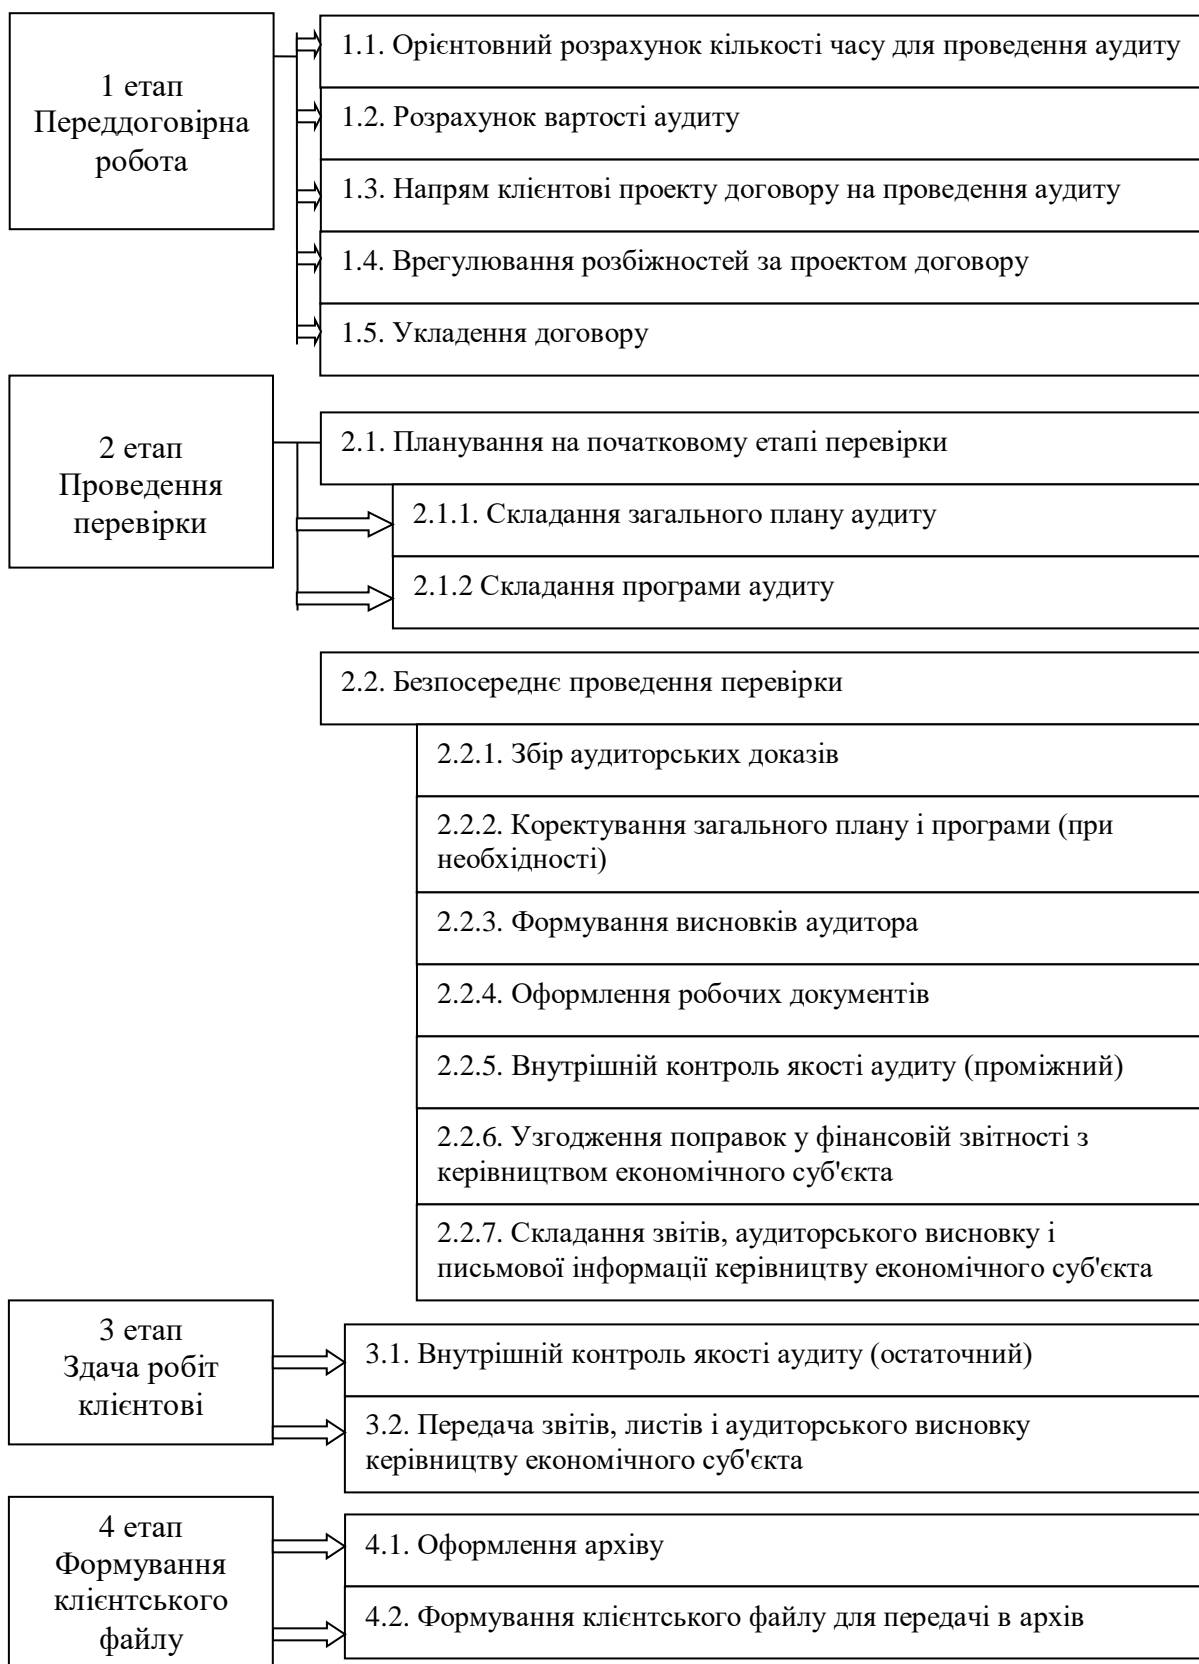 1 етап
Переддоговірна
робота
1.1. Орієнтовний розрахунок кількості часу для проведення аудиту
1.2. Розрахунок вартості аудиту
1.3. Напрям клієнтові проекту договору на проведення аудиту
1.4. Врегулювання розбіжностей за проектом договору
1.5. Укладення договору
2 етап
Проведення
перевірки
2.1. Планування на початковому етапі перевірки
2.1.1. Складання загального плану аудиту
2.1.2 Складання програми аудиту
2.2. Безпосереднє проведення перевірки
2.2.1. Збір аудиторських доказів
2.2.2. Коректування загального плану і програми (при
необхідності)
2.2.3. Формування висновків аудитора
2.2.4. Оформлення робочих документів
2.2.5. Внутрішній контроль якості аудиту (проміжний)
2.2.6. Узгодження поправок у фінансовій звітності з
керівництвом економічного суб'єкта
2.2.7. Складання звітів, аудиторського висновку і
письмової інформації керівництву економічного суб'єкта
3 етап
Здача робіт
клієнтові
3.1. Внутрішній контроль якості аудиту (остаточний)
3.2. Передача звітів, листів і аудиторського висновку
керівництву економічного суб'єкта
4 етап
Формування
клієнтського
файлу
4.1. Оформлення архіву
4.2. Формування клієнтського файлу для передачі в архів